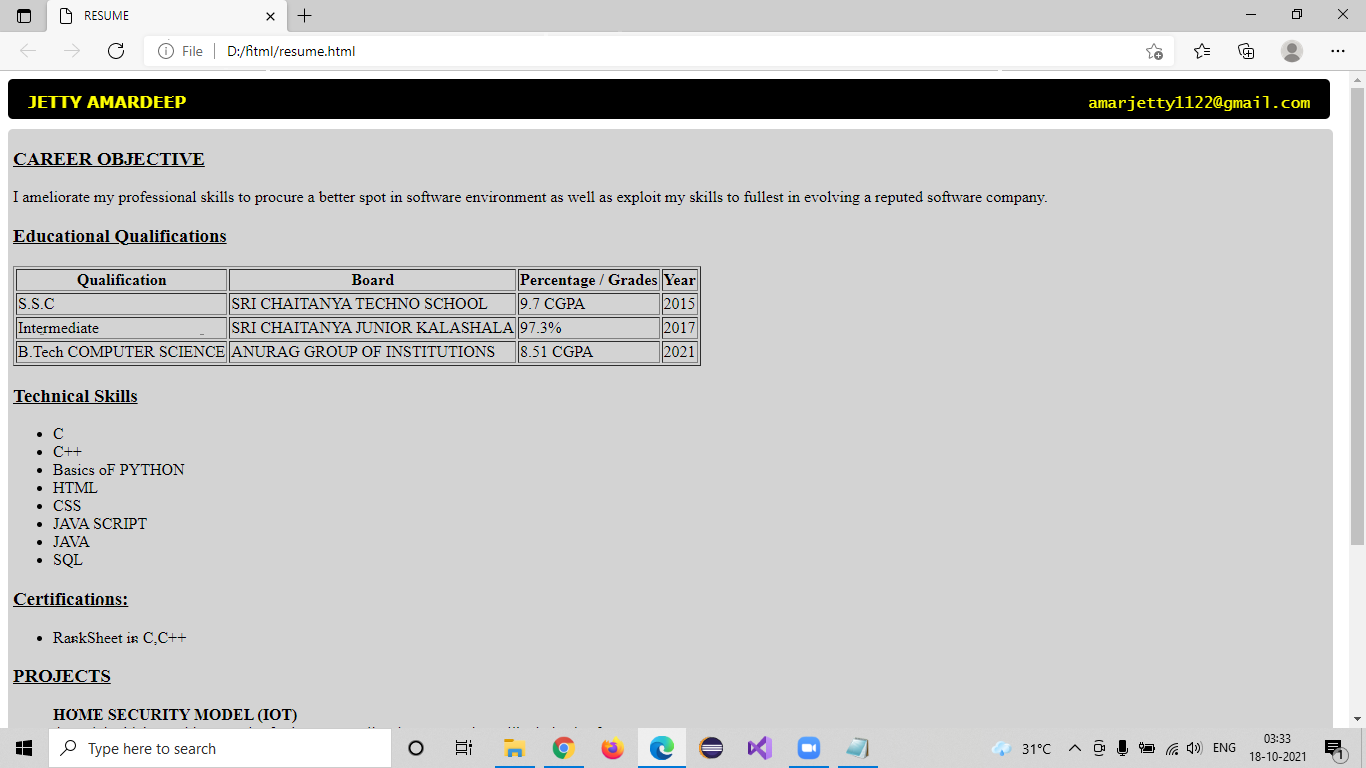 RESUME
File
D:/html/resume.html
JETTY AMARDEEP
amarjetty1122@gmail.com
CAREER OBJECTIVE
I ameliorate my professional skills to procure a better spot in software environment as well as exploit my skills to fullest in evolving a reputed software company.
Educational Qualifications
Qualification Board Percentage / Grades Year
S.S.C SRI CHAITANYA TECHNO SCHOOL 9.7 CGPA 2015
Intermediate SRI CHAITANYA JUNIOR KALASHALA 97.3% 2017
B.Tech COMPUTER SCIENCE ANURAG GROUP OF INSTITUTIONS 8.51 CGPA 2021
Technical Skills
C
C++
Basics oF PYTHON
HTML
CSS
JAVA SCRIPT
JAVA
SQL
Certifications:
RankSheet in C,C++
PROJECTS
HOME SECURITY MODEL (IOT)
Type here to search
31°C
ENG
03:33
18-10-2021
1